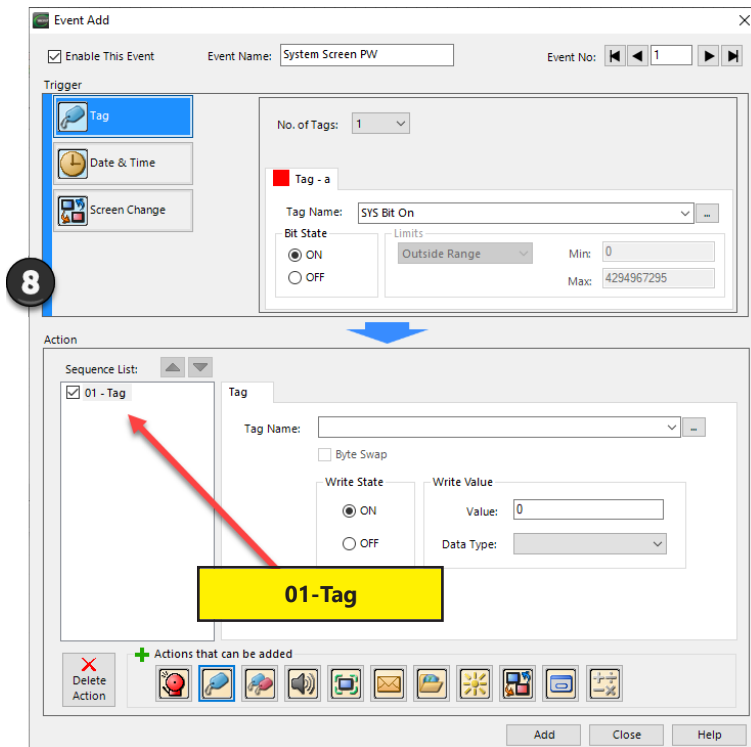 Event Add
Enable This Event Event Name: System Screen PW Event No: 1
Trigger
Tag
Date & Time
Screen Change
No. of Tags: 1
Tag - a
Tag Name: SYS Bit On ...
Bit State Limits
ON Outside Range Min: 0
OFF Max: 4294967295
8
Action
Sequence List:
01 - Tag Tag
Tag Name: ...
Byte Swap
Write State Write Value
ON Value: 0
OFF Data Type:
01-Tag
Actions that can be added
Delete
Action
Add Close Help